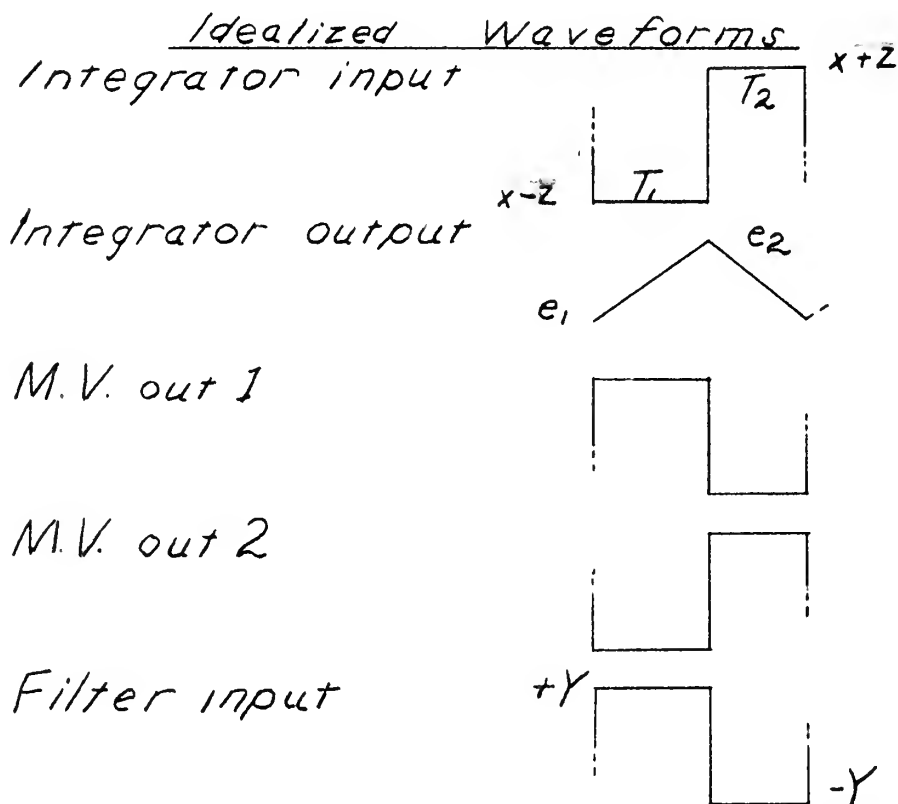 Idealized Waveforms
Integrator input
x+z
T2
T1
x-z
Integrator output
e2
e1
M.V. out 1
M.V. out 2
Filter input
+Y
-Y